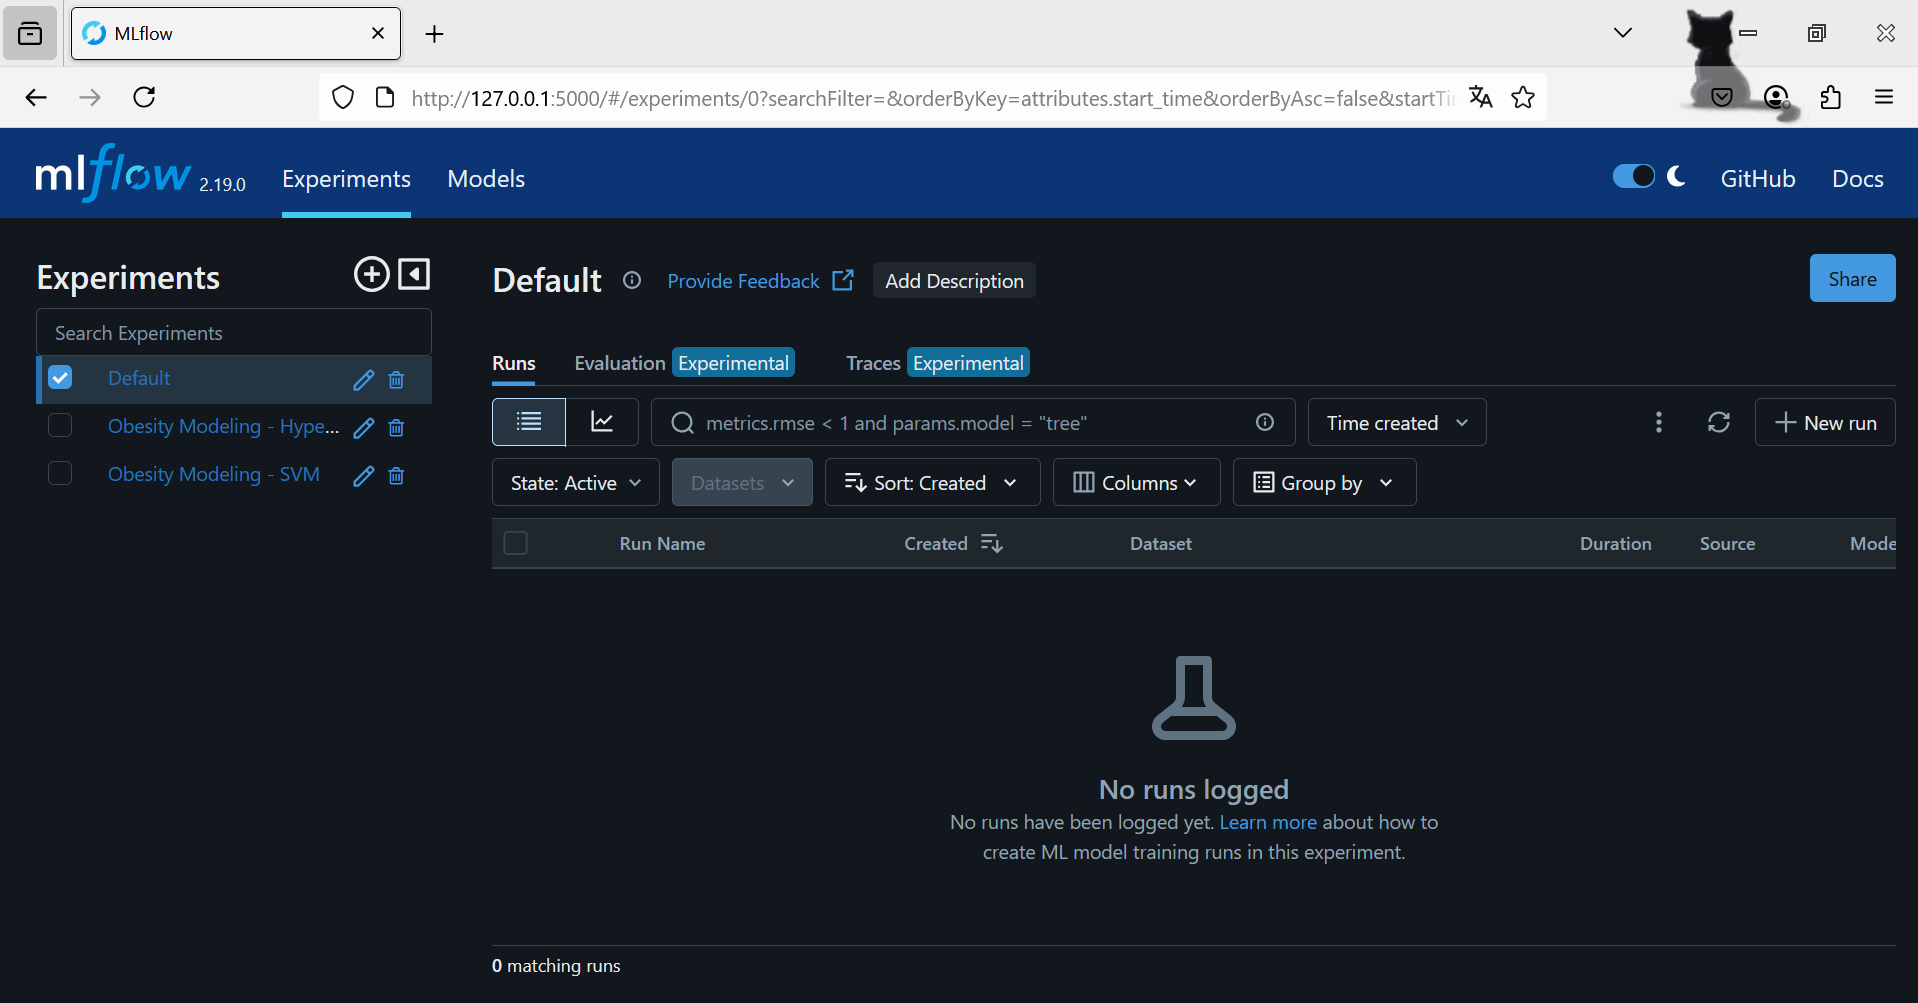 MLflow
http://127.0.0.1:5000/#/experiments/0?searchFilter=&orderByKey=attributes.start_time&orderByAsc=false&startTi
mlflow 2.19.0 Experiments Models GitHub Docs
Experiments
Search Experiments
Default
Obesity Modeling - Hype...
Obesity Modeling - SVM
Default Provide Feedback Add Description Share
Runs Evaluation Experimental Traces Experimental
metrics.rmse < 1 and params.model = "tree" Time created New run
State: Active Datasets Sort: Created Columns Group by
Run Name Created Dataset Duration Source Mode
No runs logged
No runs have been logged yet. Learn more about how to
create ML model training runs in this experiment.
0 matching runs